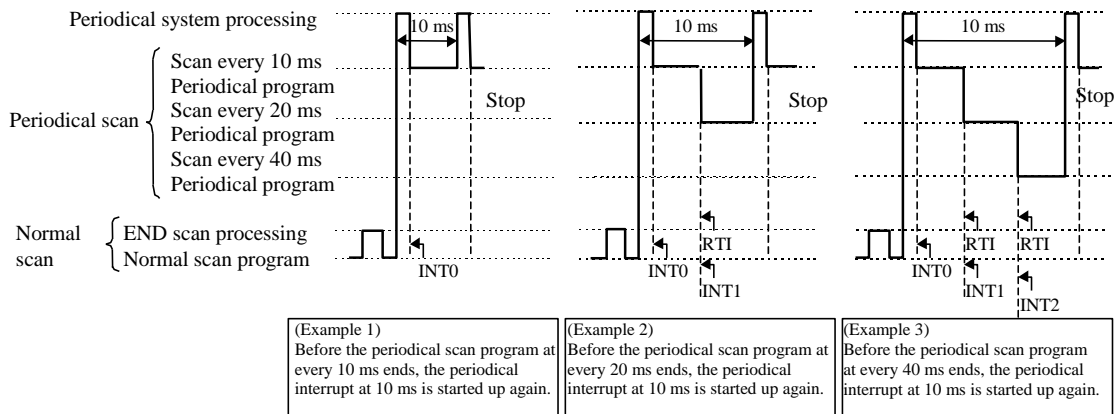 Periodical system processing
Periodical scan
Scan every 10 ms
Periodical program
Scan every 20 ms
Periodical program
Scan every 40 ms
Periodical program
Normal
scan
END scan processing
Normal scan program
10 ms
Stop
INT0
10 ms
Stop
RTI
INT0
INT1
10 ms
Stop
RTI
RTI
INT0
INT1
INT2
(Example 1)
Before the periodical scan program at
every 10 ms ends, the periodical
interrupt at 10 ms is started up again.
(Example 2)
Before the periodical scan program at
every 20 ms ends, the periodical
interrupt at 10 ms is started up again.
(Example 3)
Before the periodical scan program
at every 40 ms ends, the periodical
interrupt at 10 ms is started up again.